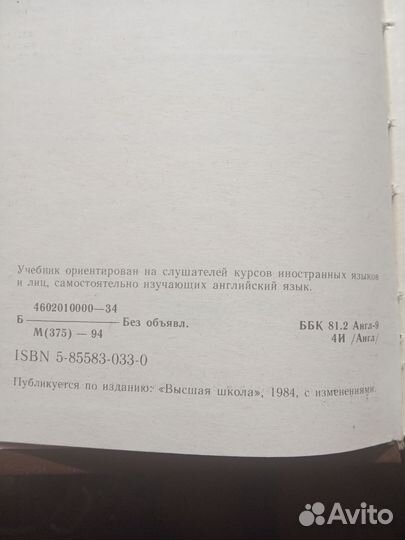 Учебник ориентирован на слушателей курсов иностранных языков
и лиц, самостоятельно изучающих английский язык.
4602010000—34
Б ———— Без объявл.
М(375) — 94
ББК 81.2 Англ-9
4И /Англ/
ISBN 5-85583-033-0
Публикуется по изданию: «Высшая школа», 1984, с изменениями.
Avito